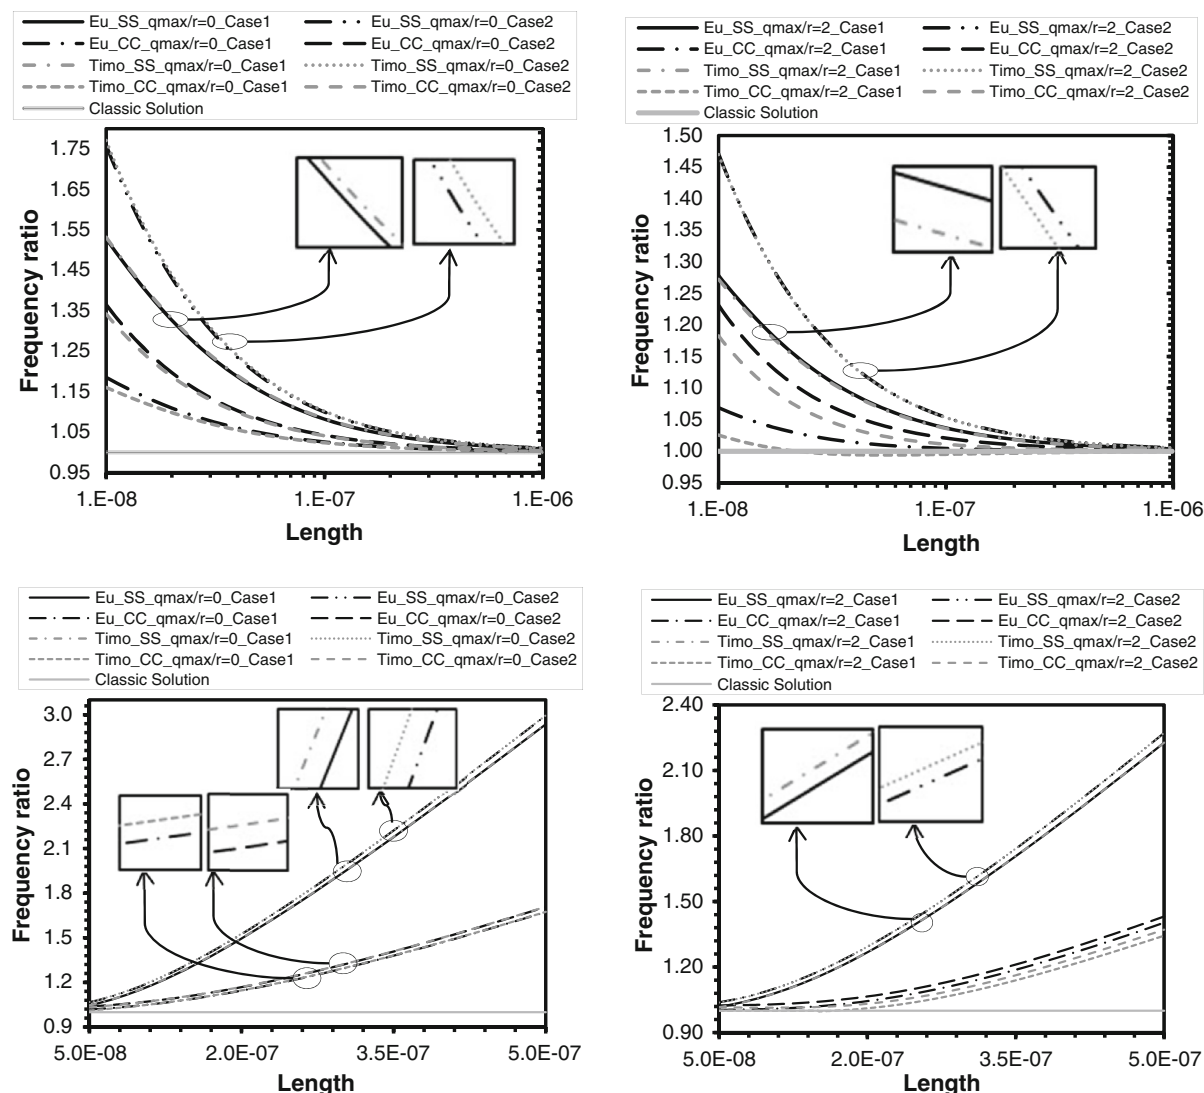 Eu_SS_qmax/r=0_Case1
Eu_SS_qmax/r=0_Case2
Eu_CC_qmax/r=0_Case1
Eu_CC_qmax/r=0_Case2
Timo_SS_qmax/r=0_Case1
Timo_SS_qmax/r=0_Case2
Timo_CC_qmax/r=0_Case1
Timo_CC_qmax/r=0_Case2
Classic Solution
Frequency ratio
1.75
1.65
1.55
1.45
1.35
1.25
1.15
1.05
0.95
1.E-08
1.E-07
1.E-06
Length
Eu_SS_qmax/r=2_Case1
Eu_SS_qmax/r=2_Case2
Eu_CC_qmax/r=2_Case1
Eu_CC_qmax/r=2_Case2
Timo_SS_qmax/r=2_Case1
Timo_SS_qmax/r=2_Case2
Timo_CC_qmax/r=2_Case1
Timo_CC_qmax/r=2_Case2
Classic Solution
Frequency ratio
1.50
1.45
1.40
1.35
1.30
1.25
1.20
1.15
1.10
1.05
1.00
0.95
1.E-08
1.E-07
1.E-06
Length
Eu_SS_qmax/r=0_Case1
Eu_SS_qmax/r=0_Case2
Eu_CC_qmax/r=0_Case1
Eu_CC_qmax/r=0_Case2
Timo_SS_qmax/r=0_Case1
Timo_SS_qmax/r=0_Case2
Timo_CC_qmax/r=0_Case1
Timo_CC_qmax/r=0_Case2
Classic Solution
Frequency ratio
3.0
2.7
2.4
2.1
1.8
1.5
1.2
0.9
5.0E-08
2.0E-07
3.5E-07
5.0E-07
Length
Eu_SS_qmax/r=2_Case1
Eu_SS_qmax/r=2_Case2
Eu_CC_qmax/r=2_Case1
Eu_CC_qmax/r=2_Case2
Timo_SS_qmax/r=2_Case1
Timo_SS_qmax/r=2_Case2
Timo_CC_qmax/r=2_Case1
Timo_CC_qmax/r=2_Case2
Classic Solution
Frequency ratio
2.40
2.10
1.80
1.50
1.20
0.90
5.0E-08
2.0E-07
3.5E-07
5.0E-07
Length